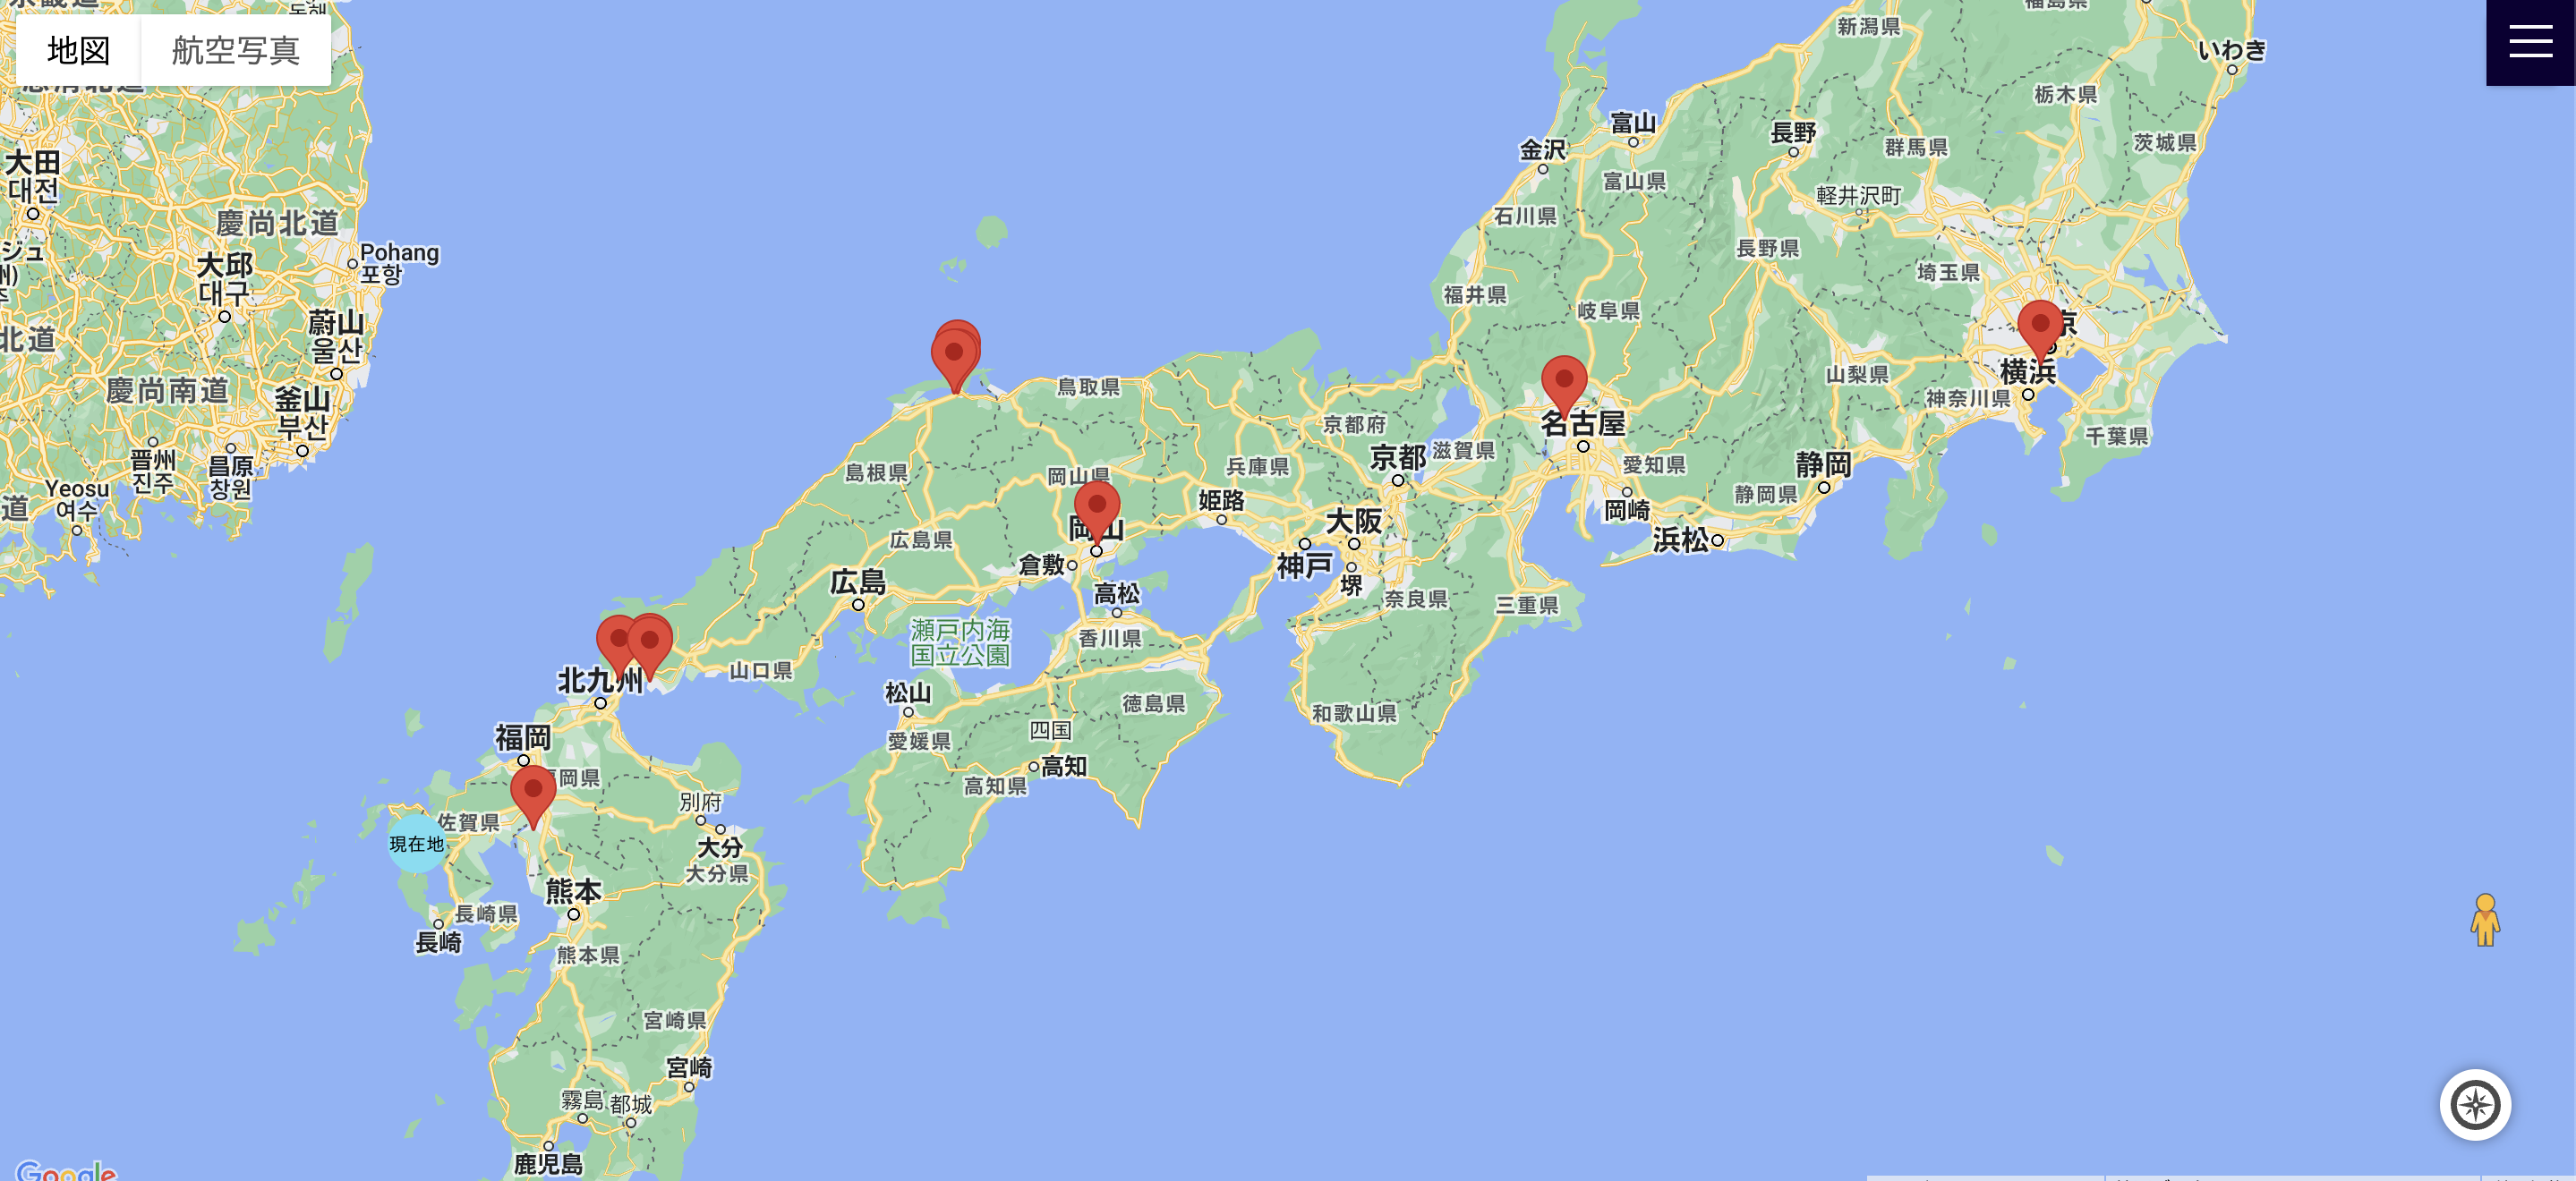 地図
航空写真
新潟県
福島県
いわき
栃木県
茨城県
富山
金沢
長野
群馬県
富山県
軽井沢町
石川県
長野県
埼玉県
福井県
岐阜県
京
横浜
山梨県
神奈川県
千葉県
大田
대전
慶尚北道
Pohang
포항
大邱
대구
蔚山
울산
慶尚南道
釜山
부산
晋州
진주
昌原
창원
Yeosu
여수
北道
道
鳥取県
京都府
名古屋
京都
滋賀県
愛知県
静岡
島根県
岡山県
兵庫県
静岡県
姫路
岡崎
岡山
大阪
浜松
広島県
倉敷
神戸
広島
高松
堺
奈良県
三重県
瀬戸内海
国立公園
香川県
山口県
北九州
松山
徳島県
和歌山県
福岡
愛媛県
四国
高知
高知県
岡県
別府
佐賀県
現在地
大分
大分県
熊本
長崎県
長崎
熊本県
宮崎県
宮崎
霧島
都城
鹿児島
Google